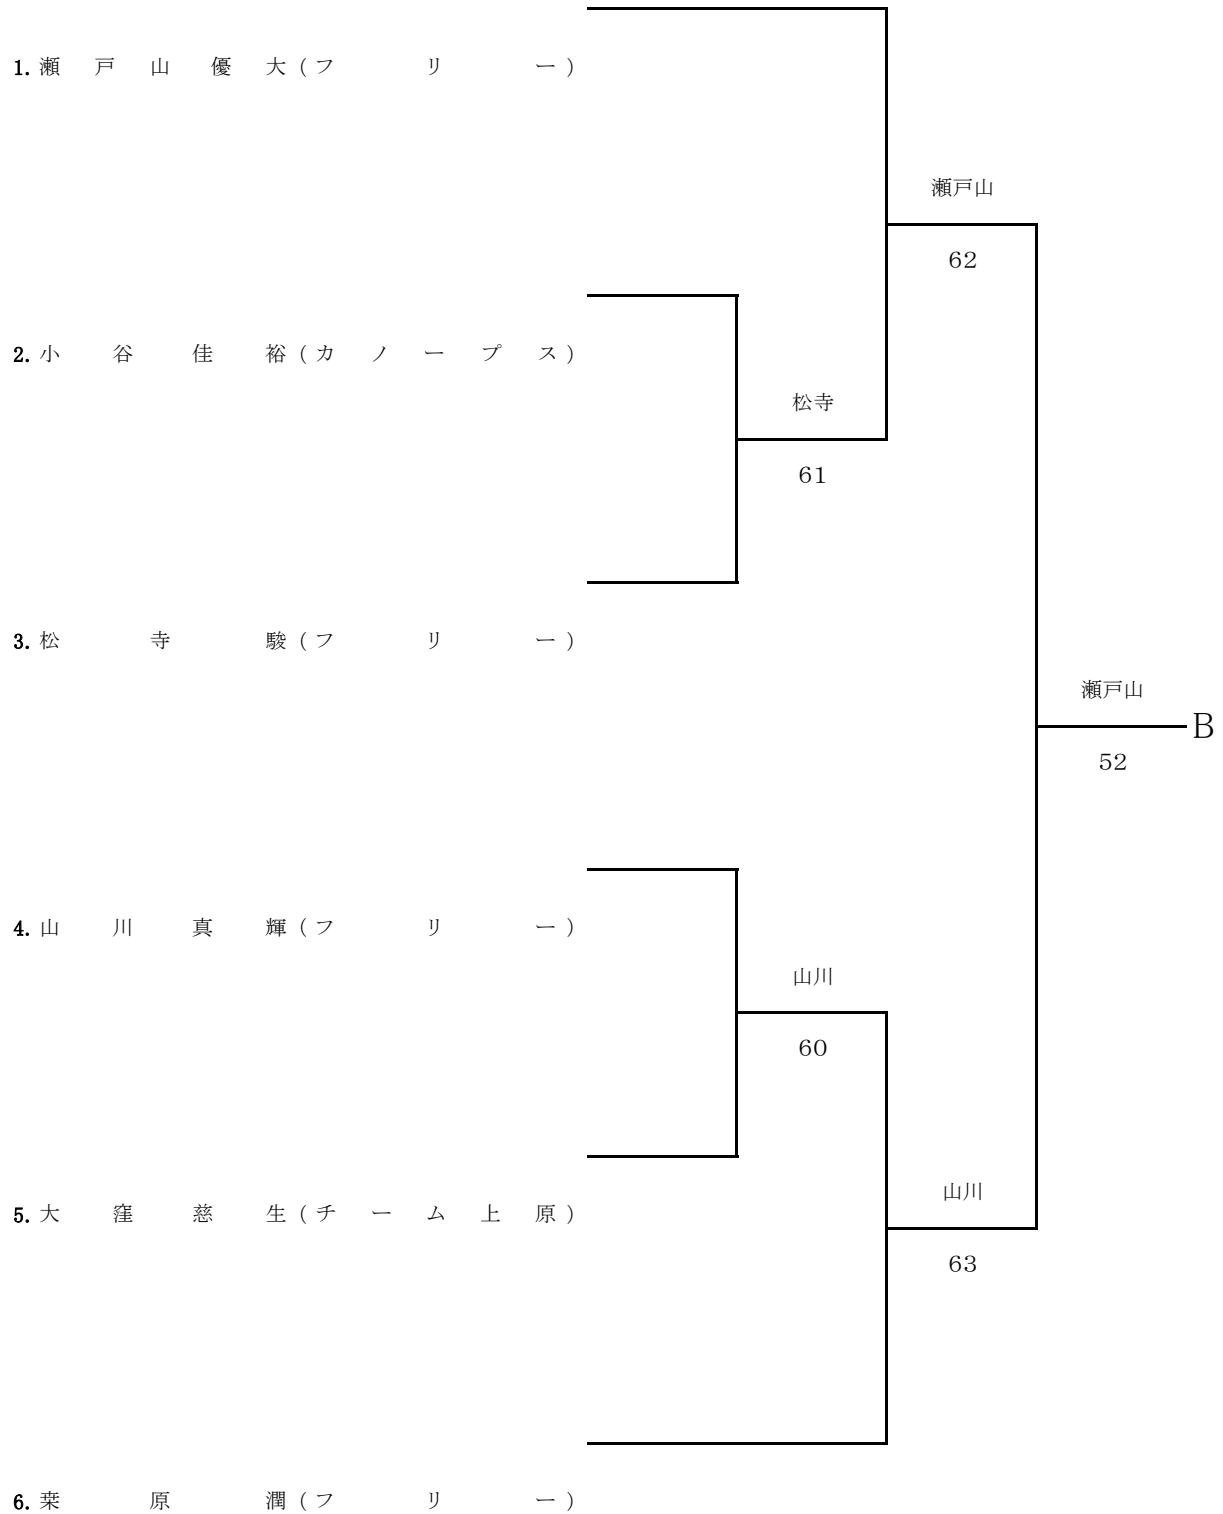 1. 瀬戸山優大(フリー)
瀬戸山
62
2. 小谷佳裕(カノープス)
松寺
61
3. 松寺駿(フリー)
瀬戸山
B
52
4. 山川真輝(フリー)
山川
60
山川
5. 大窪慈生(チーム上原)
63
6. 桒原潤(フリー)